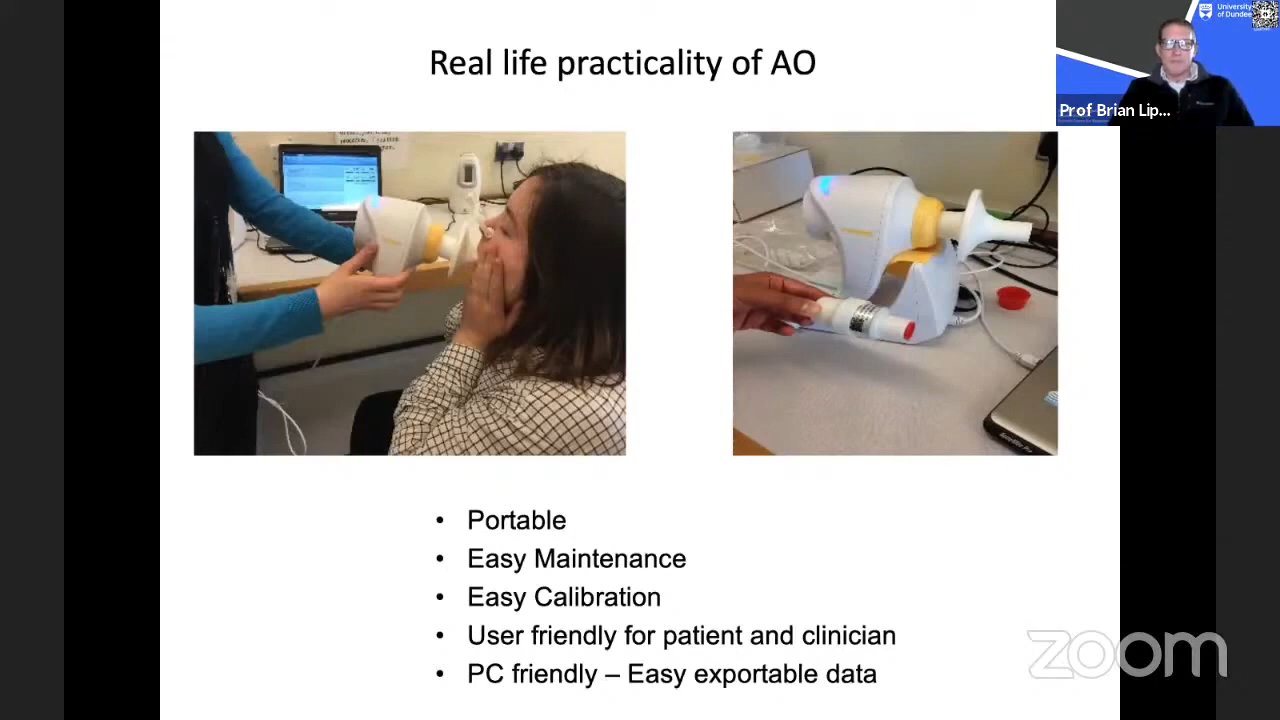 Real life practicality of AO
University
of Dundee
Prof Brian Lip...
• Portable
• Easy Maintenance
• Easy Calibration
• User friendly for patient and clinician
• PC friendly – Easy exportable data
zoom